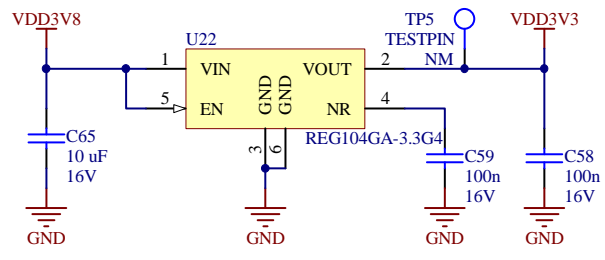 VDD3V8
TP5
VDD3V3
U22
TESTPIN
NM
1
VIN
VOUT
2
5
EN
GND
GND
NR
4
REG104GA-3.3G4
3
6
C65
10 uF
16V
C59
100n
16V
C58
100n
16V
GND
GND
GND
GND